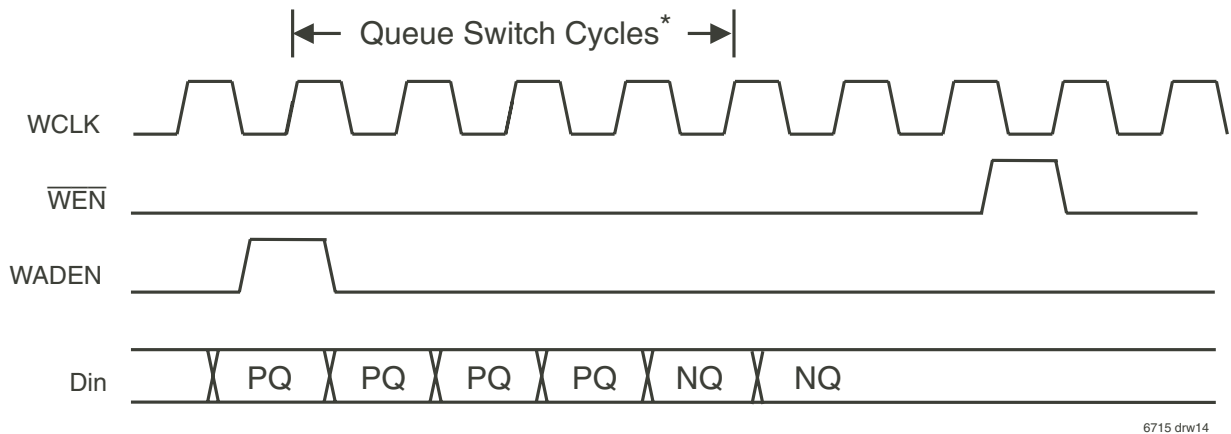 Queue Switch Cycles*
WCLK
WEN
WADEN
Din PQ PQ PQ PQ NQ NQ
6715 drw14